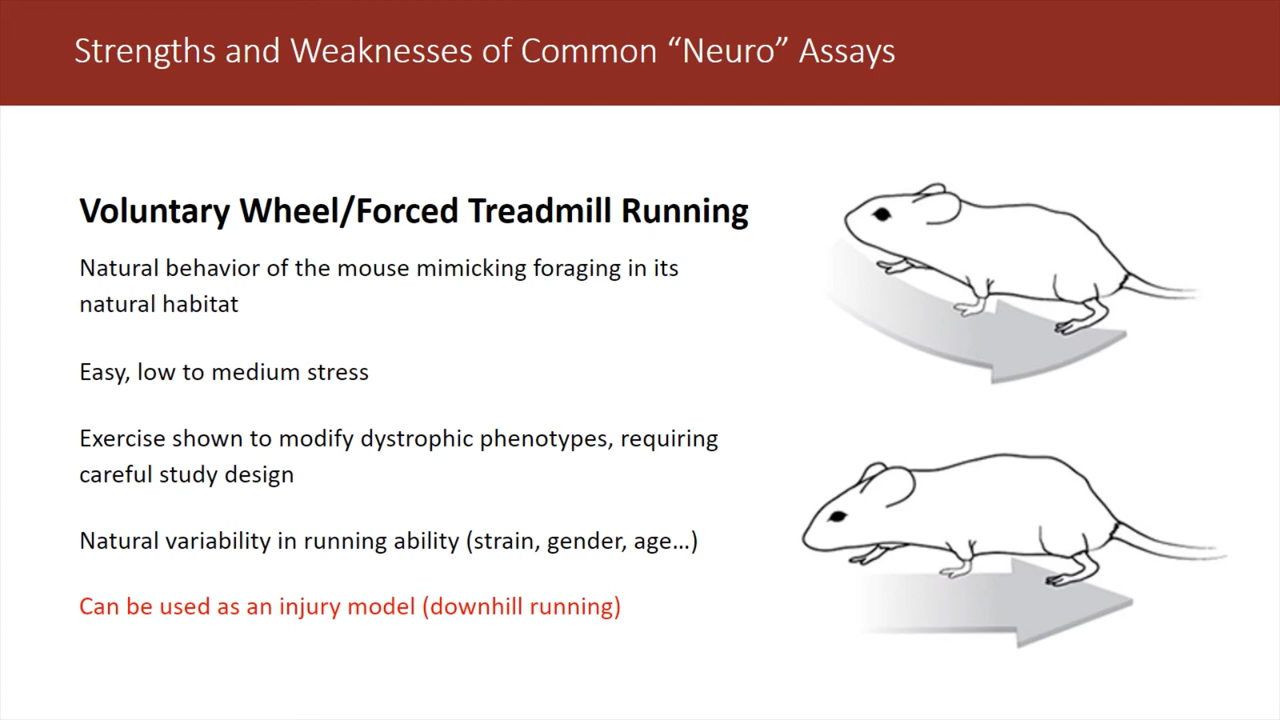 Strengths and Weaknesses of Common “Neuro” Assays
Voluntary Wheel/Forced Treadmill Running
Natural behavior of the mouse mimicking foraging in its
natural habitat
Easy, low to medium stress
Exercise shown to modify dystrophic phenotypes, requiring
careful study design
Natural variability in running ability (strain, gender, age…)
Can be used as an injury model (downhill running)